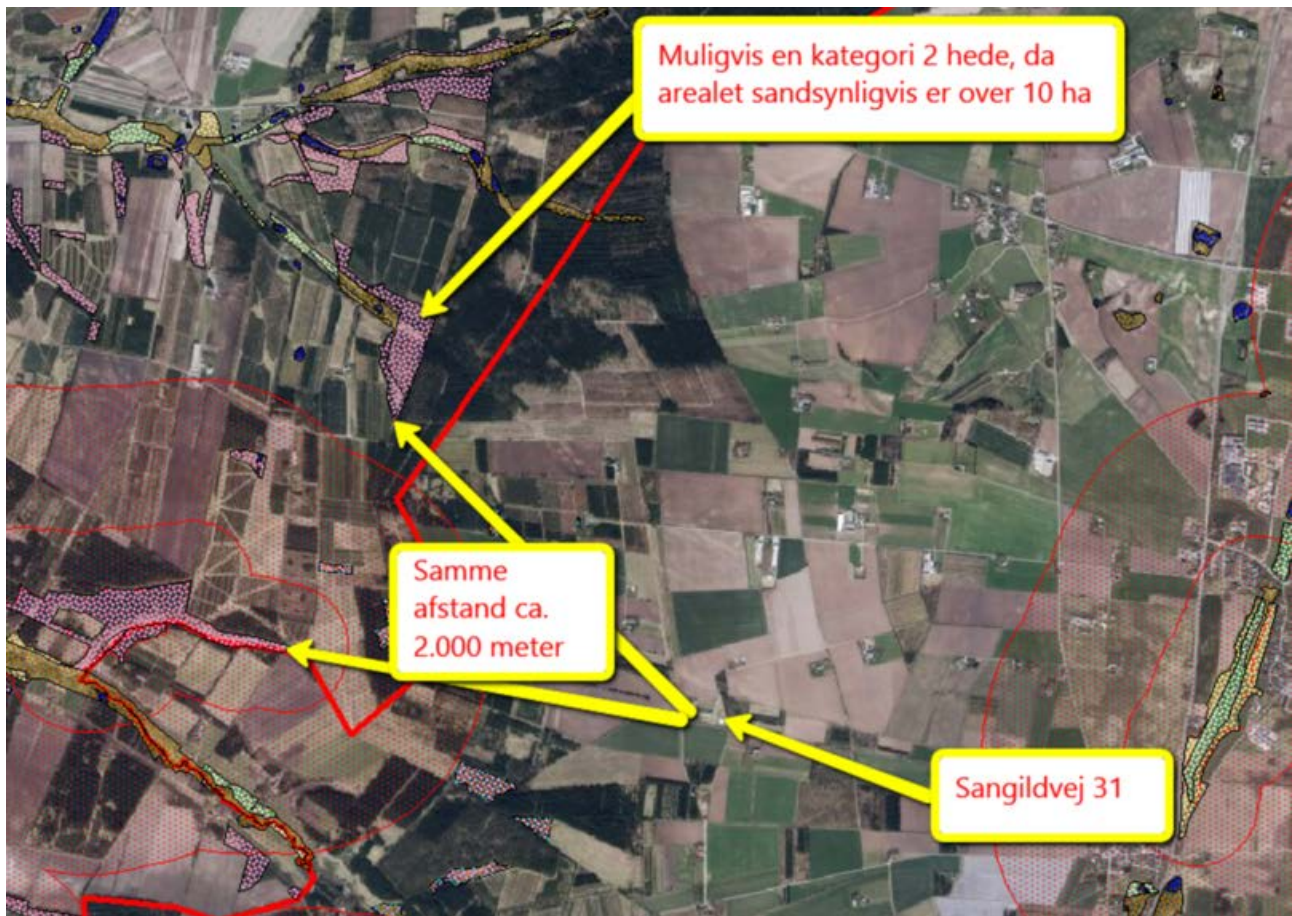 Muligvis en kategori 2 hede, da
arealet sandsynligvis er over 10 ha
Samme
afstand ca.
2.000 meter
Sangildvej 31